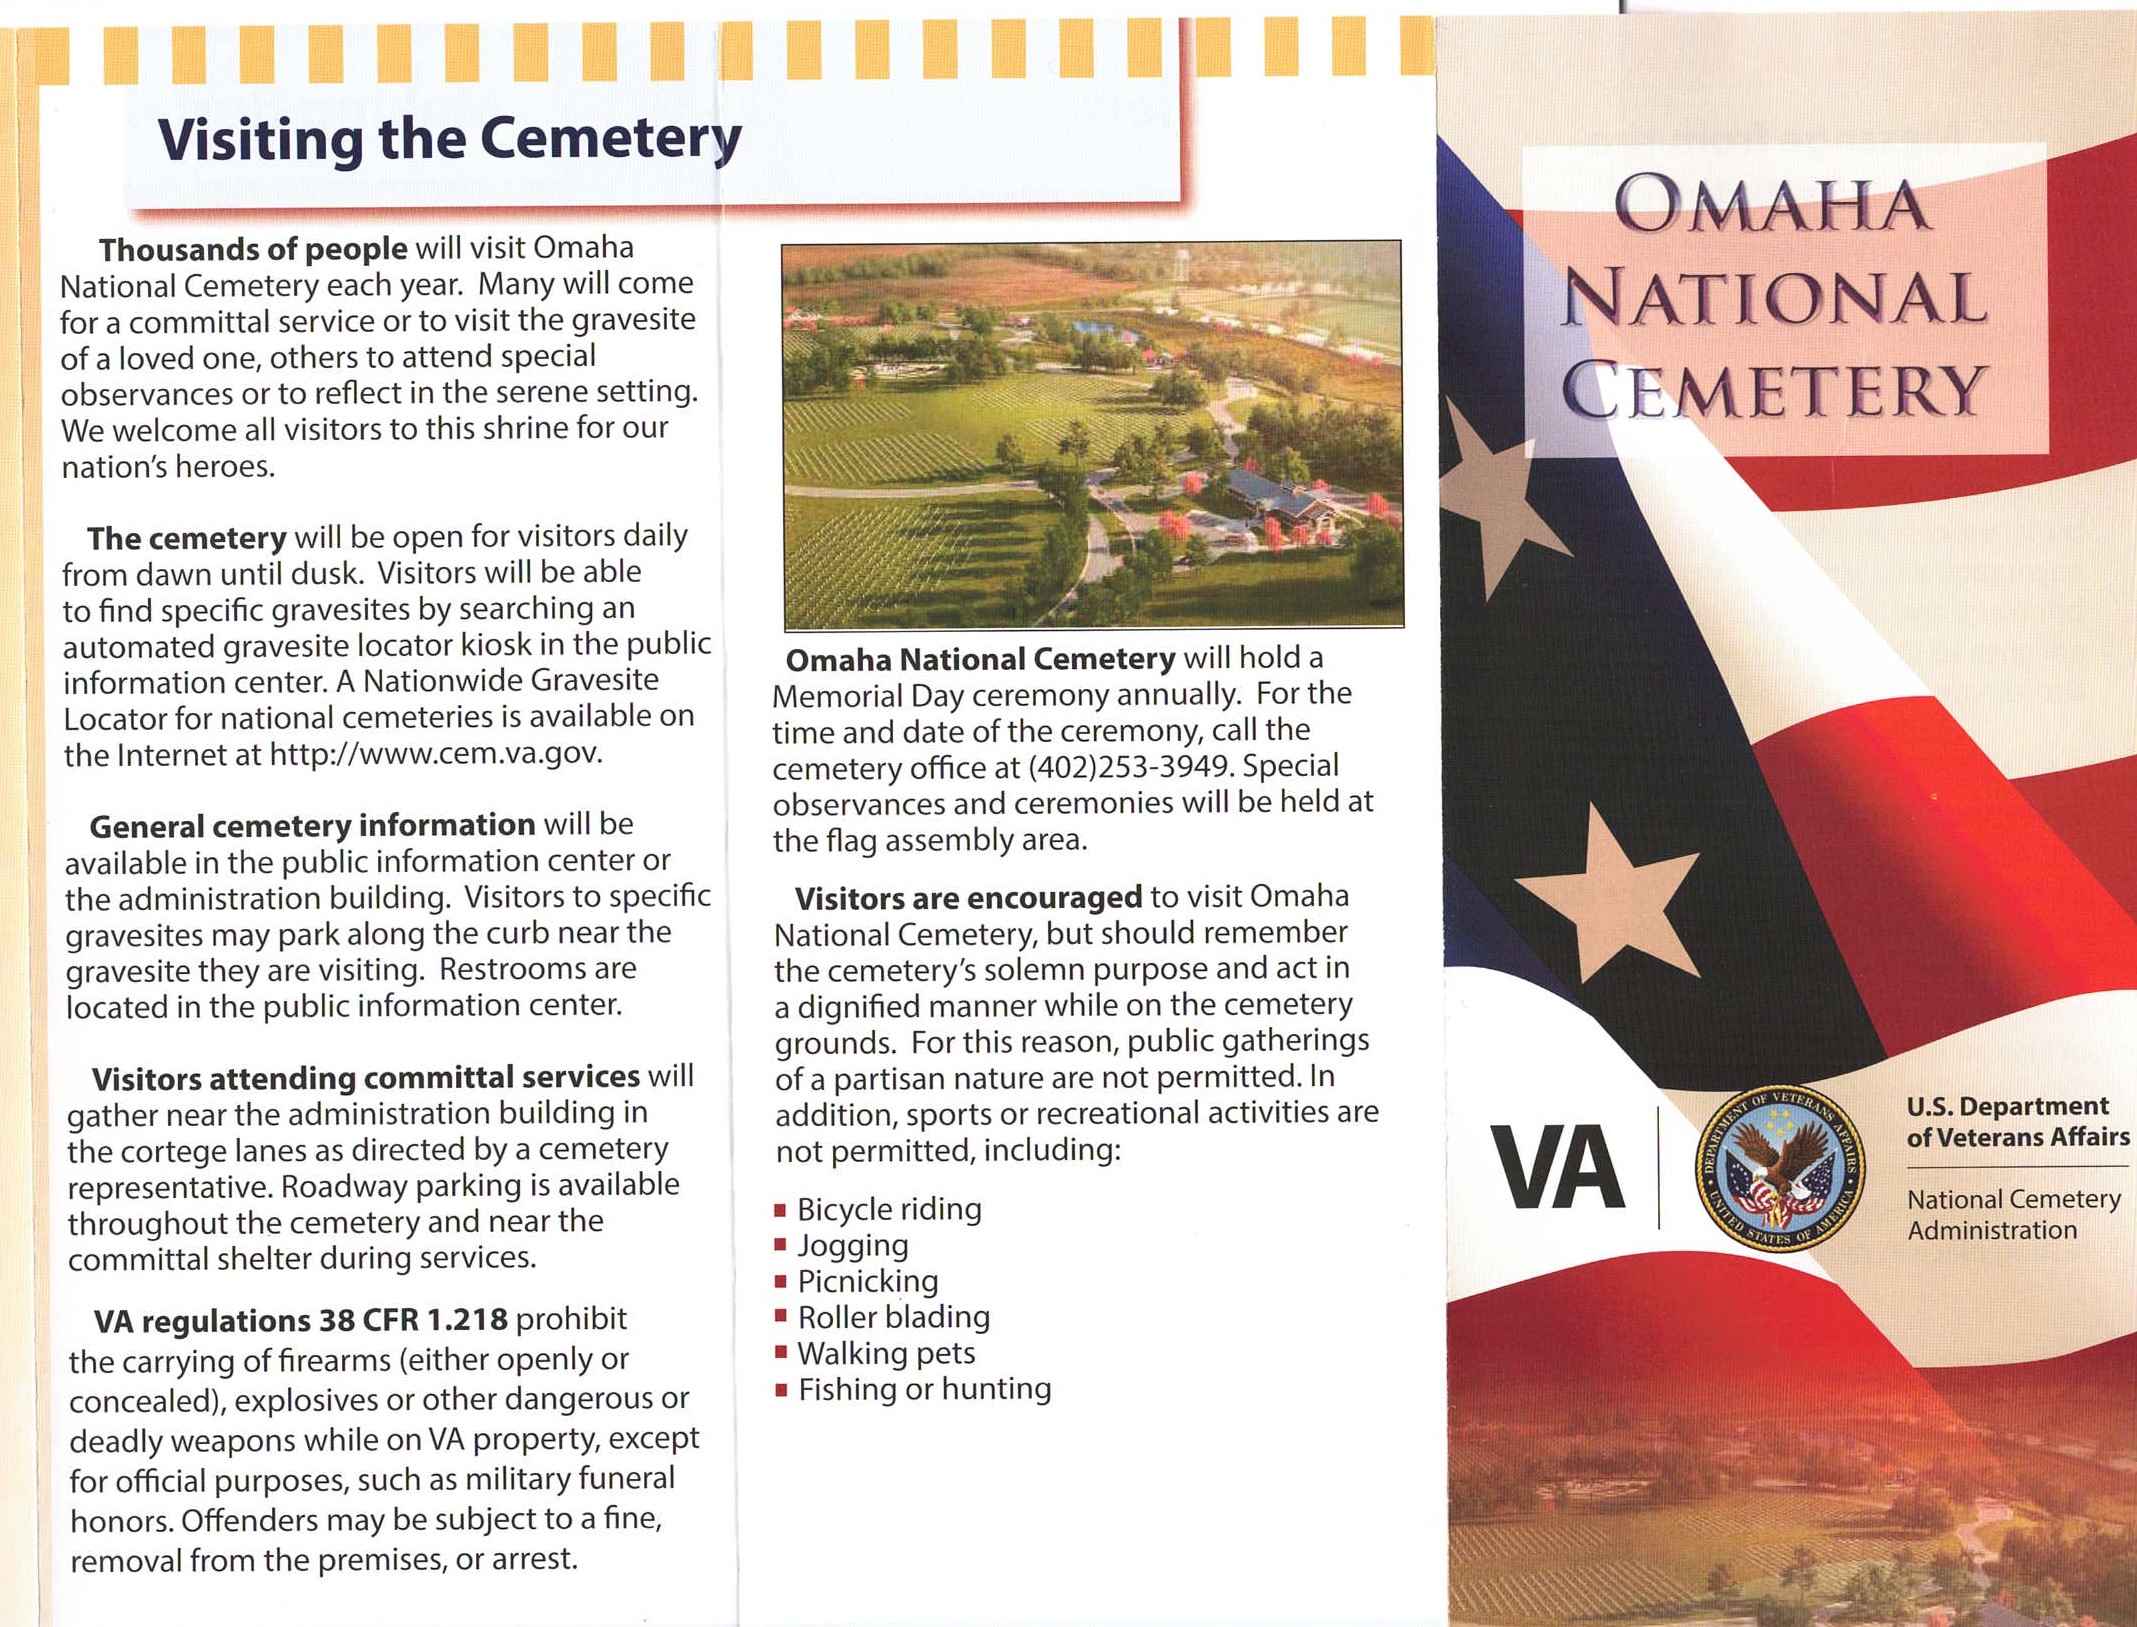 Visiting the Cemetery
Thousands of people will visit Omaha
National Cemetery each year. Many will come
for a committal service or to visit the gravesite
of a loved one, others to attend special
observances or to reflect in the serene setting.
We welcome all visitors to this shrine for our
nation's heroes.
The cemetery will be open for visitors daily
from dawn until dusk. Visitors will be able
to find specific gravesites by searching an
automated gravesite locator kiosk in the public
information center. A Nationwide Gravesite
Locator for national cemeteries is available on
the Internet at http://www.cem.va.gov.
General cemetery information will be
available in the public information center or
the administration building. Visitors to specific
gravesites may park along the curb near the
gravesite they are visiting. Restrooms are
located in the public information center.
Visitors attending committal services will
gather near the administration building in
the cortege lanes as directed by a cemetery
representative. Roadway parking is available
throughout the cemetery and near the
committal shelter during services.
VA regulations 38 CFR 1.218 prohibit
the carrying of firearms (either openly or
concealed), explosives or other dangerous or
deadly weapons while on VA property, except
for official purposes, such as military funeral
honors. Offenders may be subject to a fine,
removal from the premises, or arrest.
Omaha National Cemetery will hold a
Memorial Day ceremony annually. For the
time and date of the ceremony, call the
cemetery office at (402)253-3949. Special
observances and ceremonies will be held at
the flag assembly area.
Visitors are encouraged to visit Omaha
National Cemetery, but should remember
the cemetery's solemn purpose and act in
a dignified manner while on the cemetery
grounds. For this reason, public gatherings
of a partisan nature are not permitted. In
addition, sports or recreational activities are
not permitted, including:
▪ Bicycle riding
▪ Jogging
▪ Picnicking
▪ Roller blading
▪ Walking pets
▪ Fishing or hunting
OMAHA
NATIONAL
CEMETERY
VA
DEPARTMENT OF VETERANS AFFAIRS
UNITED STATES OF AMERICA
U.S. Department
of Veterans Affairs
National Cemetery
Administration